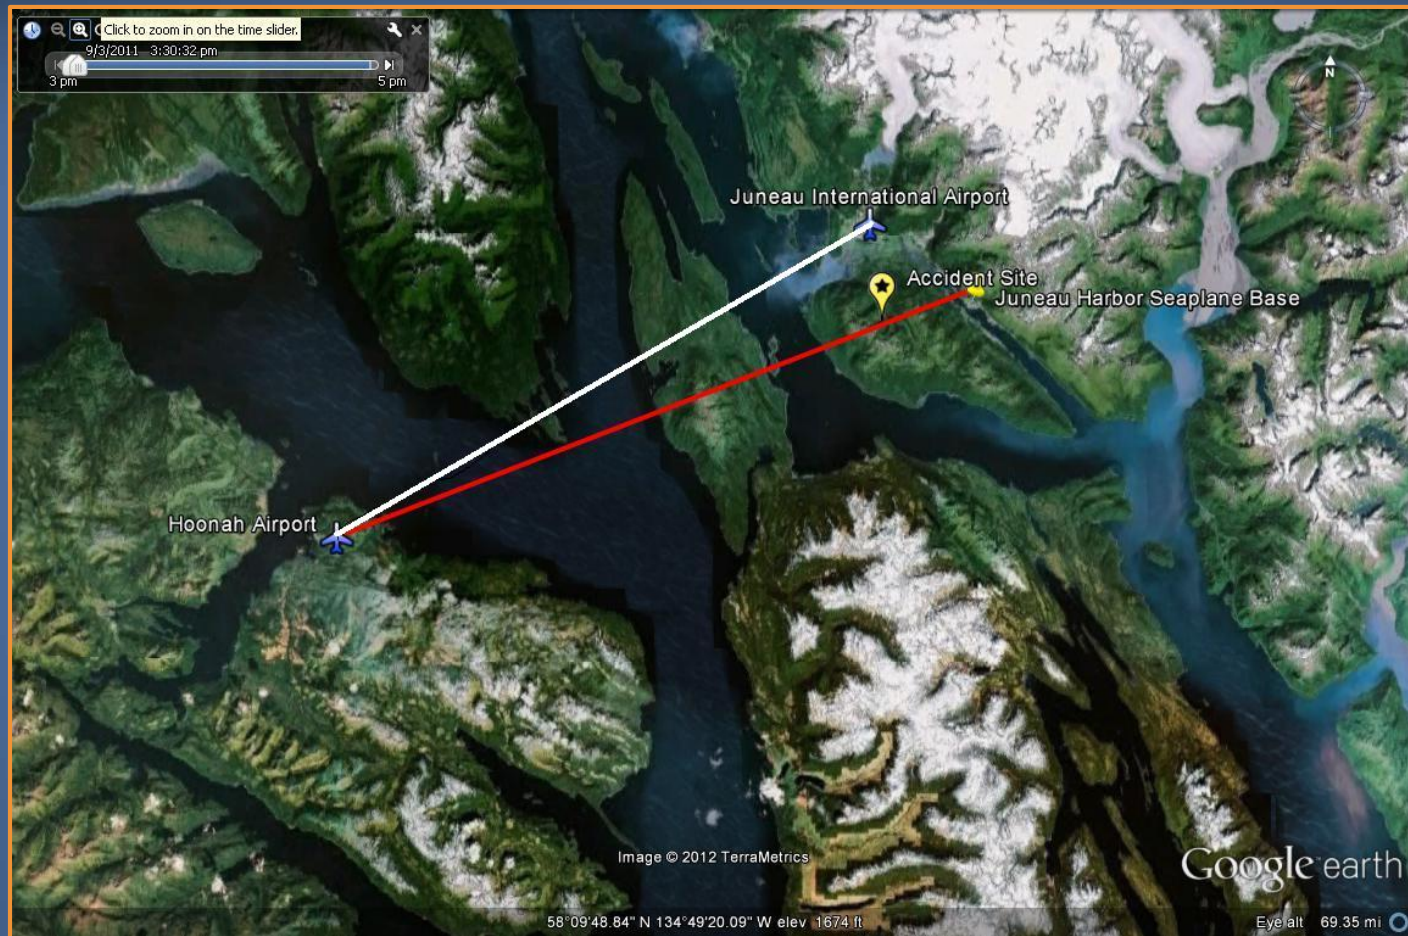 Click to zoom in on the time slider.
9/3/2011 3:30:32 pm
3 pm
5 pm
N
Juneau International Airport
Accident Site
Juneau Harbor Seaplane Base
Hoonah Airport
Image © 2012 TerraMetrics
Google earth
58°09'48.84" N 134°49'20.09" W elev 1674 ft
Eye alt 69.35 mi